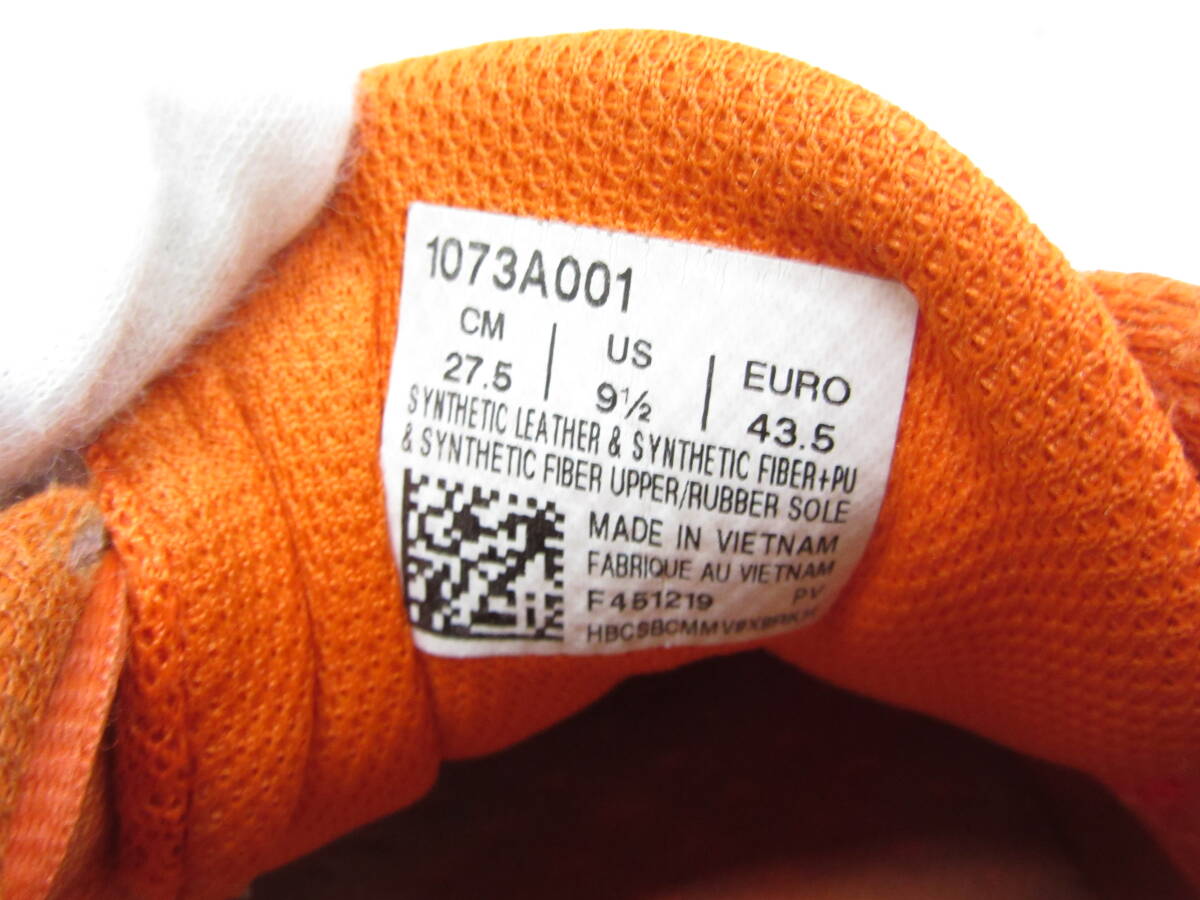 1073A001
CM US EURO
27.5 9½ 43.5
SYNTHETIC LEATHER & SYNTHETIC FIBER+PU
& SYNTHETIC FIBER UPPER/RUBBER SOLE
MADE IN VIETNAM
FABRIQUE AU VIETNAM
F451219 PV